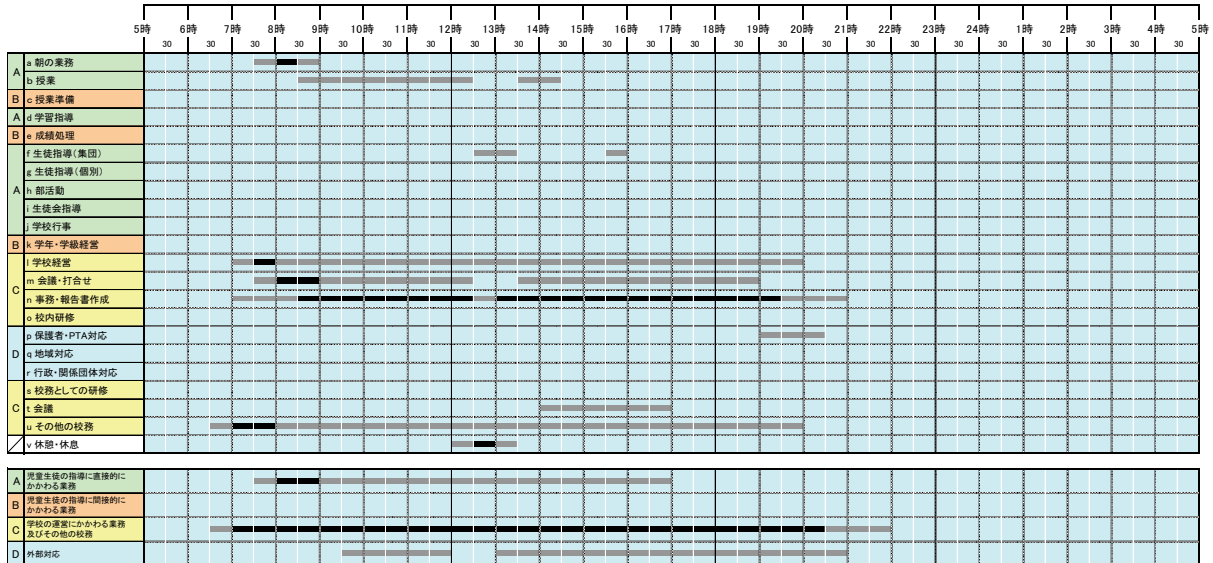 5時 6時 7時 8時 9時 10時 11時 12時 13時 14時 15時 16時 17時 18時 19時 20時 21時 22時 23時 24時 1時 2時 3時 4時 5時
30 30 30 30 30 30 30 30 30 30 30 30 30 30 30 30 30 30 30 30 30 30 30 30
A
a 朝の業務
b 授業
B c 授業準備
A d 学習指導
B e 成績処理
A
f 生徒指導(集団)
g 生徒指導(個別)
h 部活動
i 生徒会指導
j 学校行事
B k 学年・学級経営
C
l 学校経営
m 会議・打合せ
n 事務・報告書作成
o 校内研修
D
p 保護者・PTA対応
q 地域対応
r 行政・関係団体対応
C
s 校務としての研修
t 会議
u その他の校務
v 休憩・休息
A 児童生徒の指導に直接的に
かかわる業務
B 児童生徒の指導に間接的に
かかわる業務
C 学校の運営にかかわる業務
及びその他の校務
D 外部対応